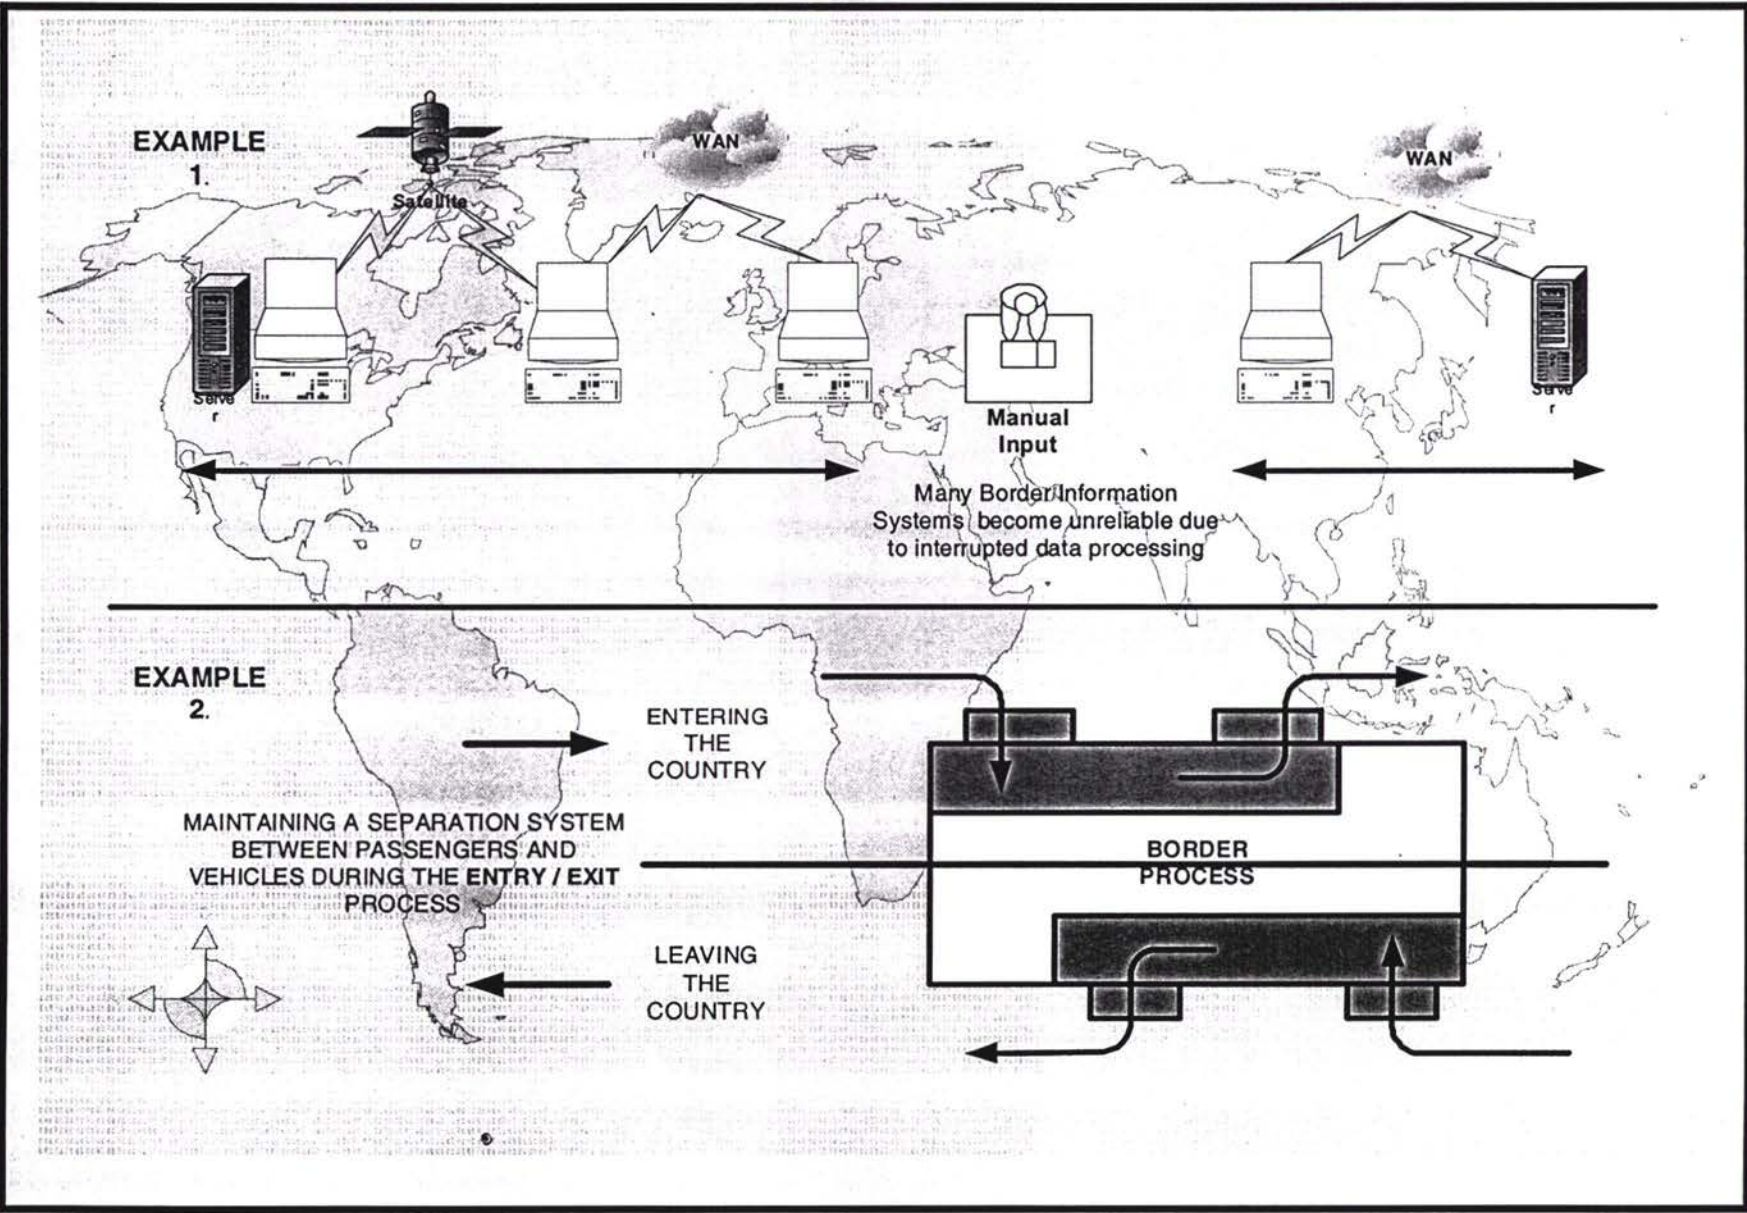 EXAMPLE
1.
Satellite
WAN
WAN
Serve
r
Manual
Input
Serve
r
Many Border Information
Systems become unreliable due
to interrupted data processing
EXAMPLE
2.
ENTERING
THE
COUNTRY
MAINTAINING A SEPARATION SYSTEM
BETWEEN PASSENGERS AND
VEHICLES DURING THE ENTRY / EXIT
PROCESS
BORDER
PROCESS
LEAVING
THE
COUNTRY